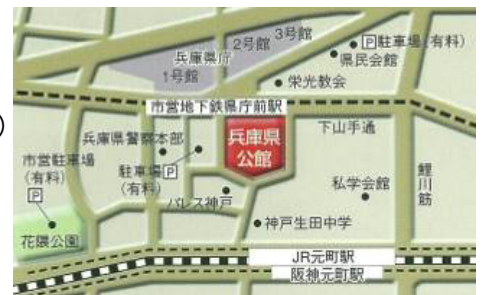 2号館
3号館
P駐車場(有料)
兵庫県庁
県民会館
1号館
栄光教会
市営地下鉄県庁前駅
)
兵庫県警察本部
兵庫県
公館
下山手通
市営駐車場
(有料)
P
駐車場P
(有料)
パレス神戸
私学会館
鯉川筋
花隈公園
神戸生田中学
JR元町駅
阪神元町駅